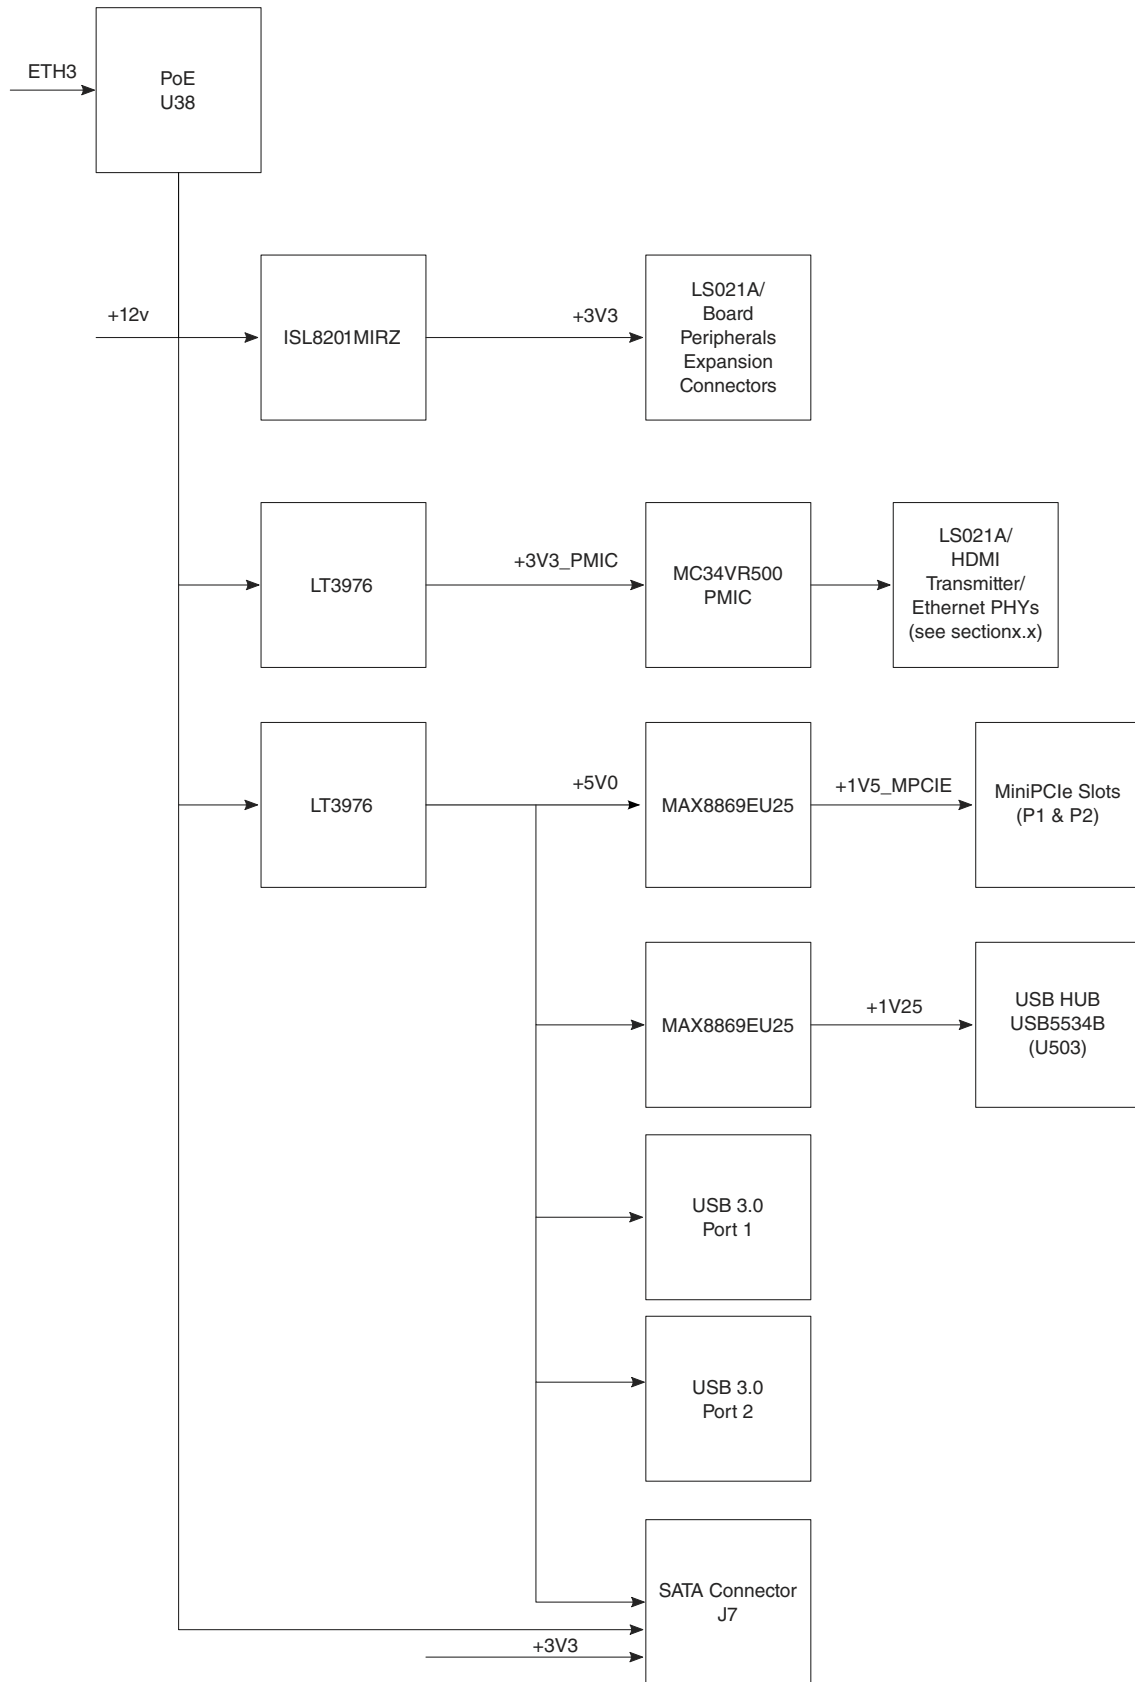 ETH3
PoE
U38
+12v
ISL8201MIRZ
+3V3
LS021A/
Board
Peripherals
Expansion
Connectors
LT3976
+3V3_PMIC
MC34VR500
PMIC
LS021A/
HDMI
Transmitter/
Ethernet PHYs
(see sectionx.x)
LT3976
+5V0
MAX8869EU25
+1V5_MPCIE
MiniPCIe Slots
(P1 & P2)
MAX8869EU25
+1V25
USB HUB
USB5534B
(U503)
USB 3.0
Port 1
USB 3.0
Port 2
SATA Connector
J7
+3V3